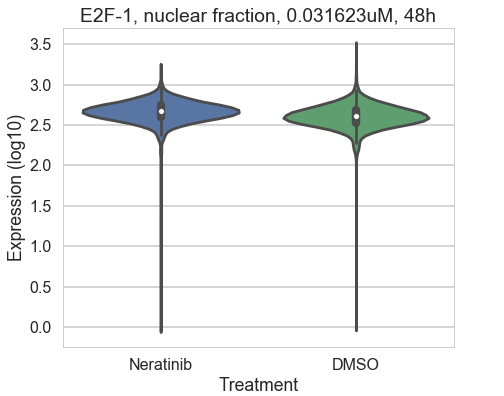 E2F-1, nuclear fraction, 0.031623uM, 48h
Expression (log10)
3.5
3.0
2.5
2.0
1.5
1.0
0.5
0.0
Neratinib
DMSO
Treatment